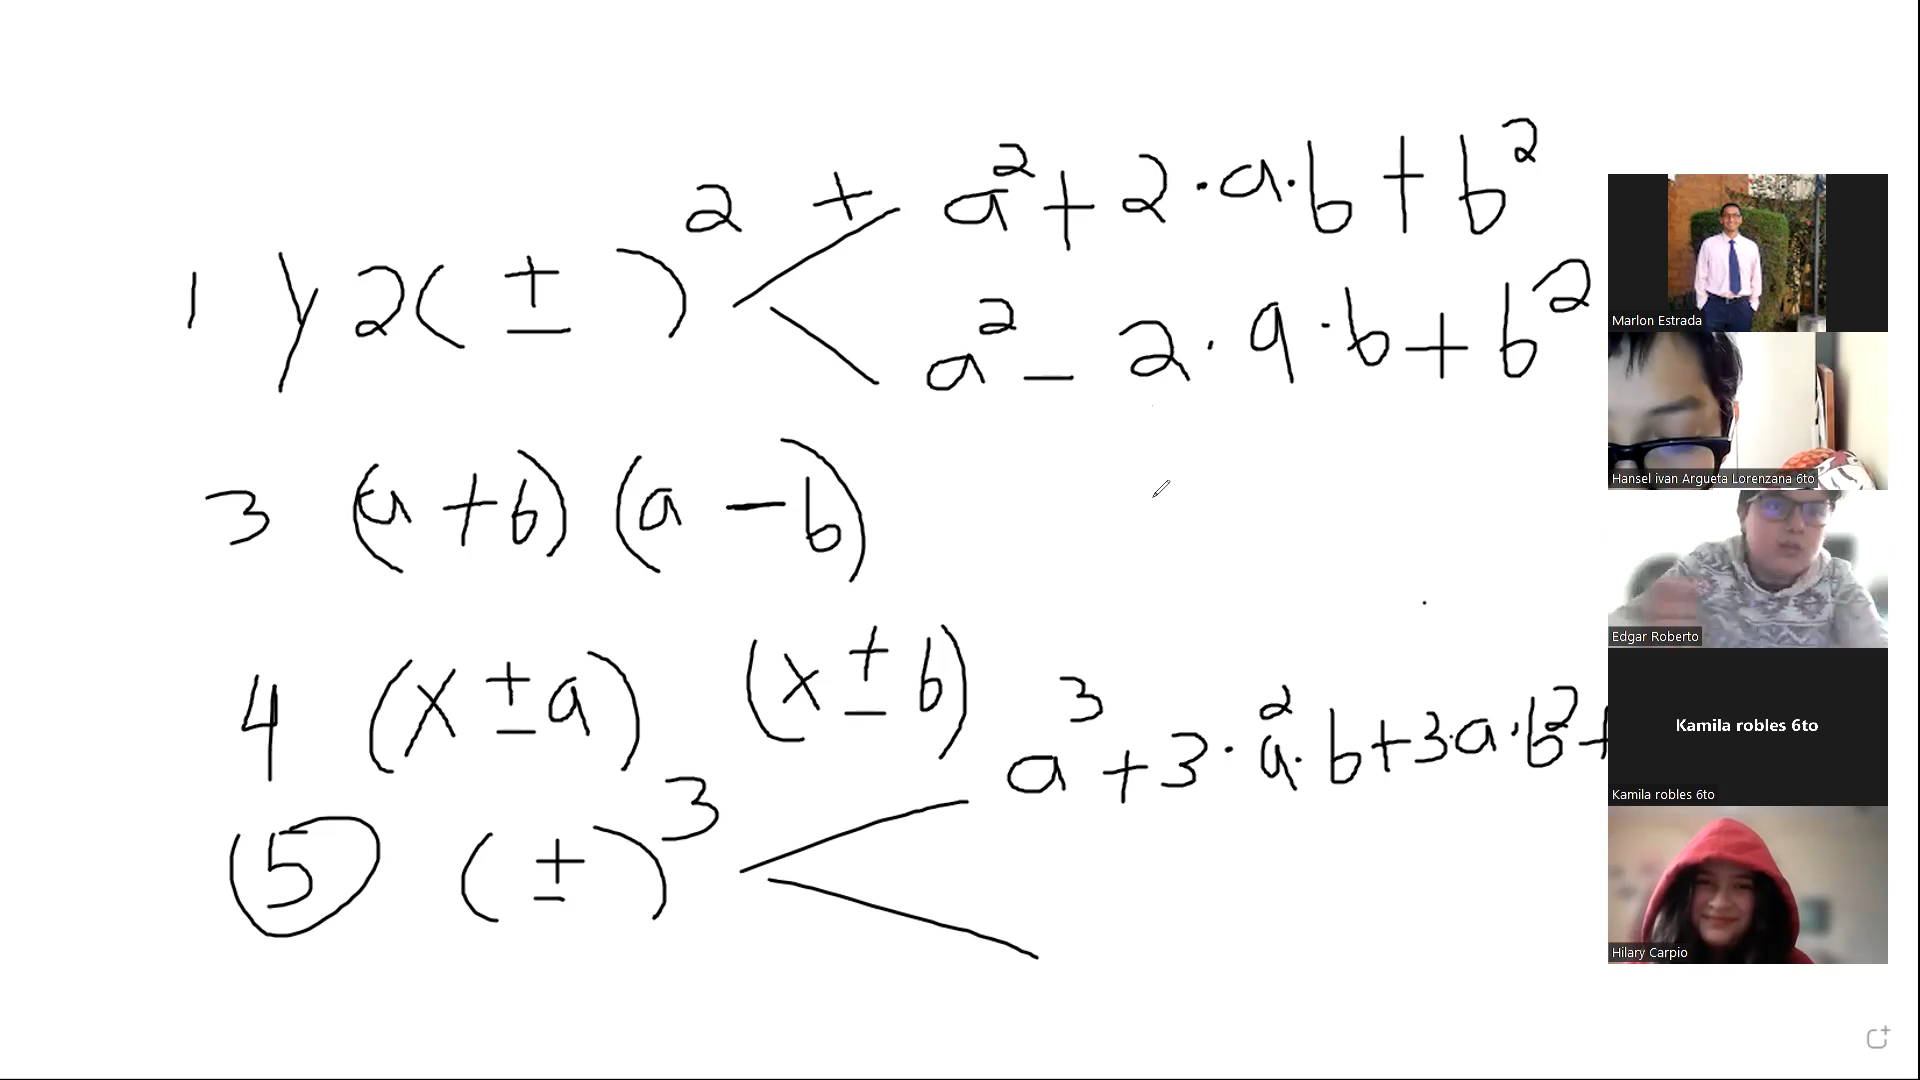 1 y 2 ( ± )² + a² + 2 · a · b + b²
a² - 2 · a · b + b²
3 (a + b) (a - b)
4 (x ± a) (x ± b)
5 ( ± )³ a³ + 3 · a² · b + 3 · a · b² +
Marlon Estrada
Hansel ivan Argueta Lorenzana 6to
Edgar Roberto
Kamila robles 6to
Kamila robles 6to
Hilary Carpio